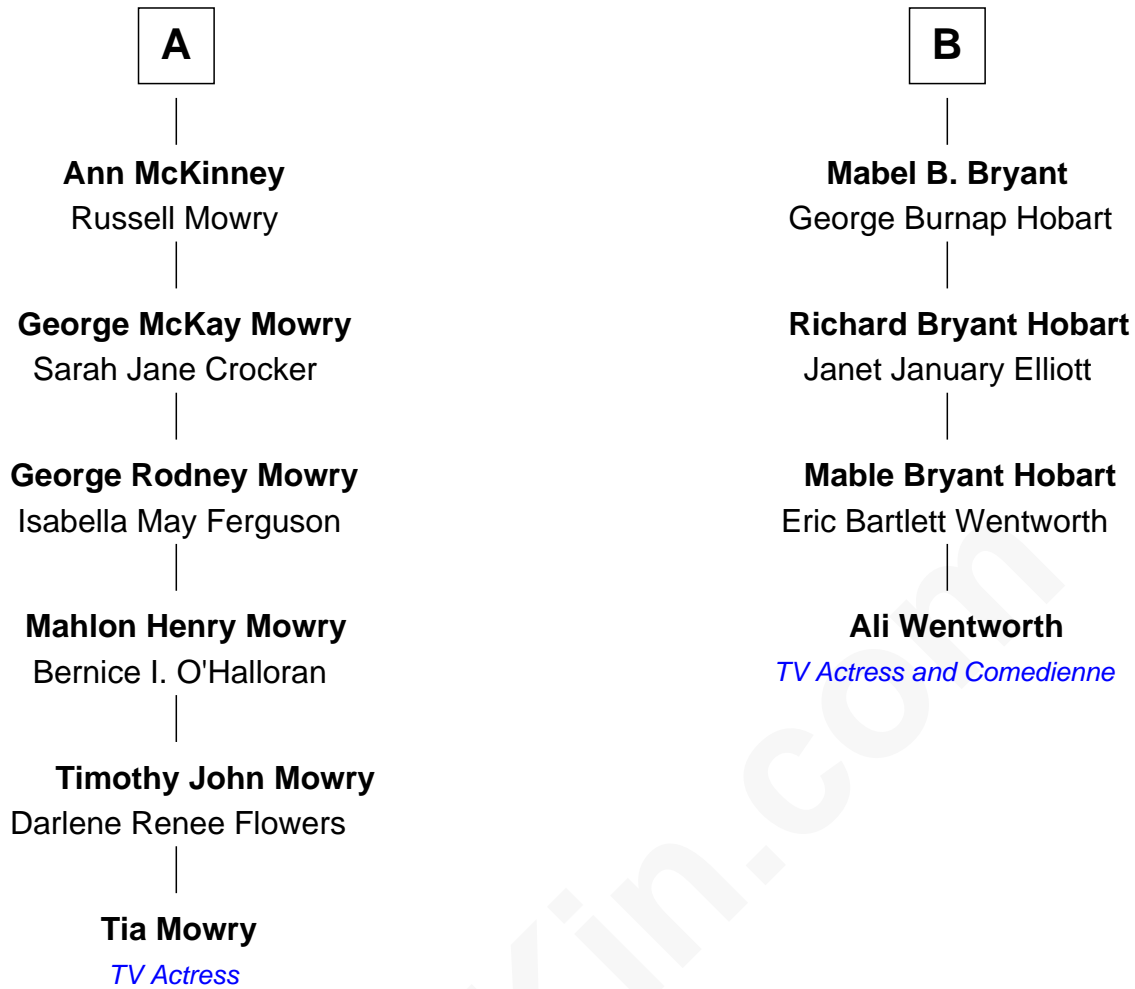 A
Ann McKinney
Russell Mowry
George McKay Mowry
Sarah Jane Crocker
George Rodney Mowry
Isabella May Ferguson
Mahlon Henry Mowry
Bernice I. O'Halloran
Timothy John Mowry
Darlene Renee Flowers
Tia Mowry
TV Actress
B
Mabel B. Bryant
George Burnap Hobart
Richard Bryant Hobart
Janet January Elliott
Mable Bryant Hobart
Eric Bartlett Wentworth
Ali Wentworth
TV Actress and Comedienne
Kin.com